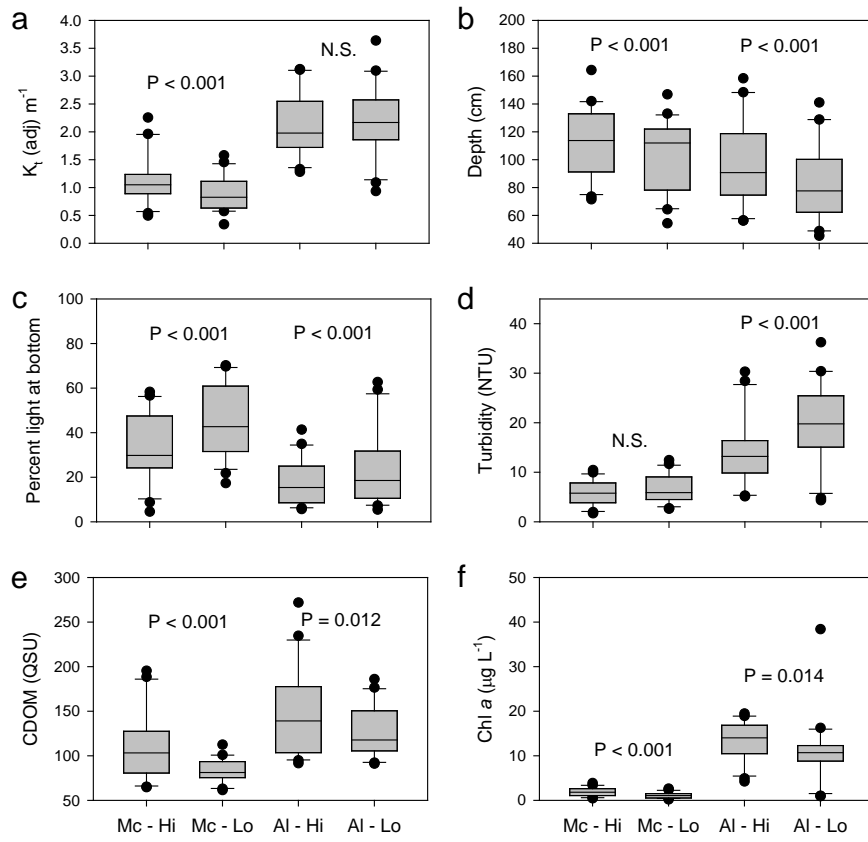 a
K_t (adj) m^-1
4.0
3.5
3.0
2.5
2.0
1.5
1.0
0.5
0.0
P < 0.001
N.S.
b
Depth (cm)
200
180
160
140
120
100
80
60
40
P < 0.001
P < 0.001
c
Percent light at bottom
100
80
60
40
20
0
P < 0.001
P < 0.001
d
Turbidity (NTU)
40
30
20
10
0
N.S.
P < 0.001
e
CDOM (QSU)
300
250
200
150
100
50
P < 0.001
P = 0.012
Mc - Hi
Mc - Lo
Al - Hi
Al - Lo
f
Chl a (µg L^-1)
50
40
30
20
10
0
P < 0.001
P = 0.014
Mc - Hi
Mc - Lo
Al - Hi
Al - Lo